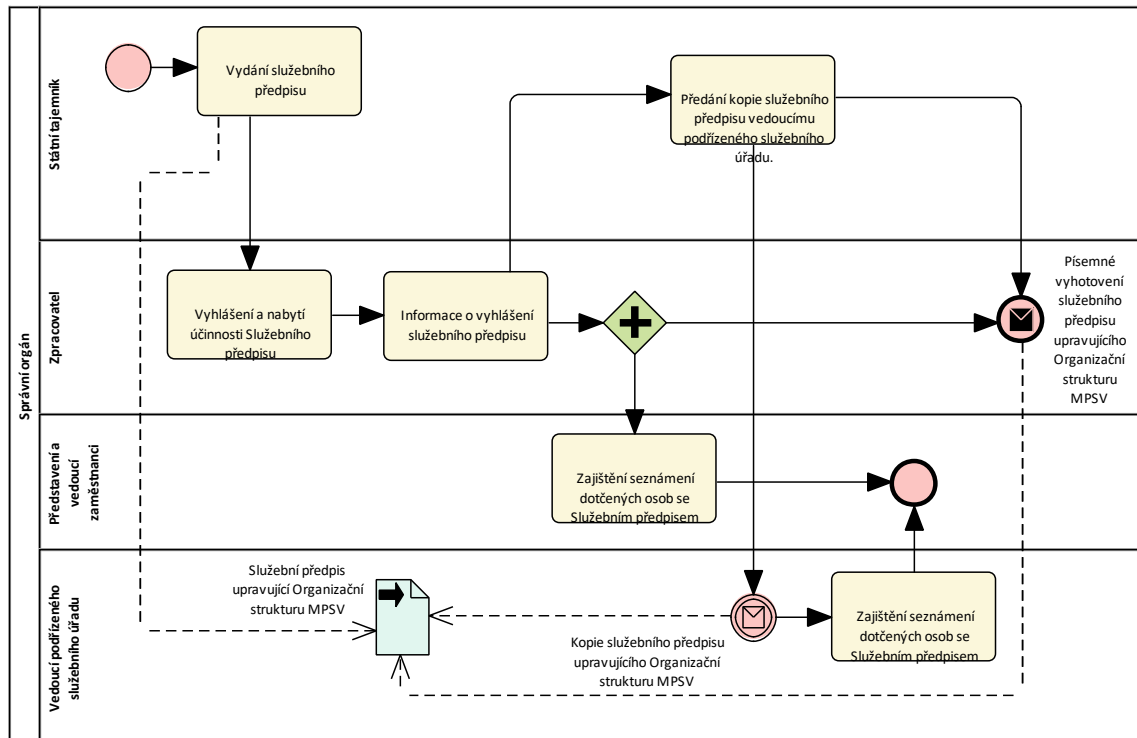 Správní orgán
Státní tajemník
Vydání služebního
předpisu
Předání kopie služebního
předpisu vedoucímu
podřízeného služebního
úřadu.
Zpracovatel
Vyhlášení a nabytí
účinnosti Služebního
předpisu
Informace o vyhlášení
služebního předpisu
Písemné
vyhotovení
služebního
předpisu
upravujícího
Organizační
strukturu
MPSV
Představení a
vedoucí
zaměstnanci
Zajištění seznámení
dotčených osob se
Služebním předpisem
Vedoucí podřízeného
služebního úřadu
Služební předpis
upravující Organizační
strukturu MPSV
Kopie služebního předpisu
upravujícího Organizační
strukturu MPSV
Zajištění seznámení
dotčených osob se
Služebním předpisem